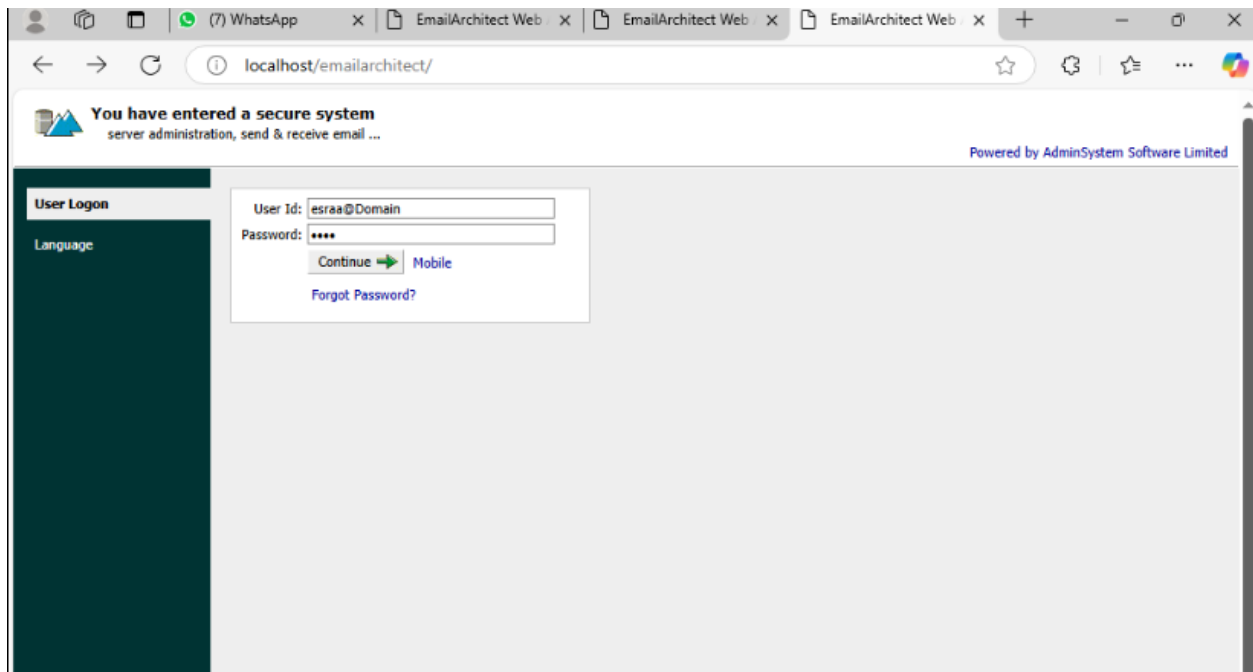 (7) WhatsApp
EmailArchitect Web
EmailArchitect Web
EmailArchitect Web
localhost/emailarchitect/
You have entered a secure system
server administration, send & receive email ...
Powered by AdminSystem Software Limited
User Logon
Language
User Id: esraa@Domain
Password: ••••
Continue Mobile
Forgot Password?